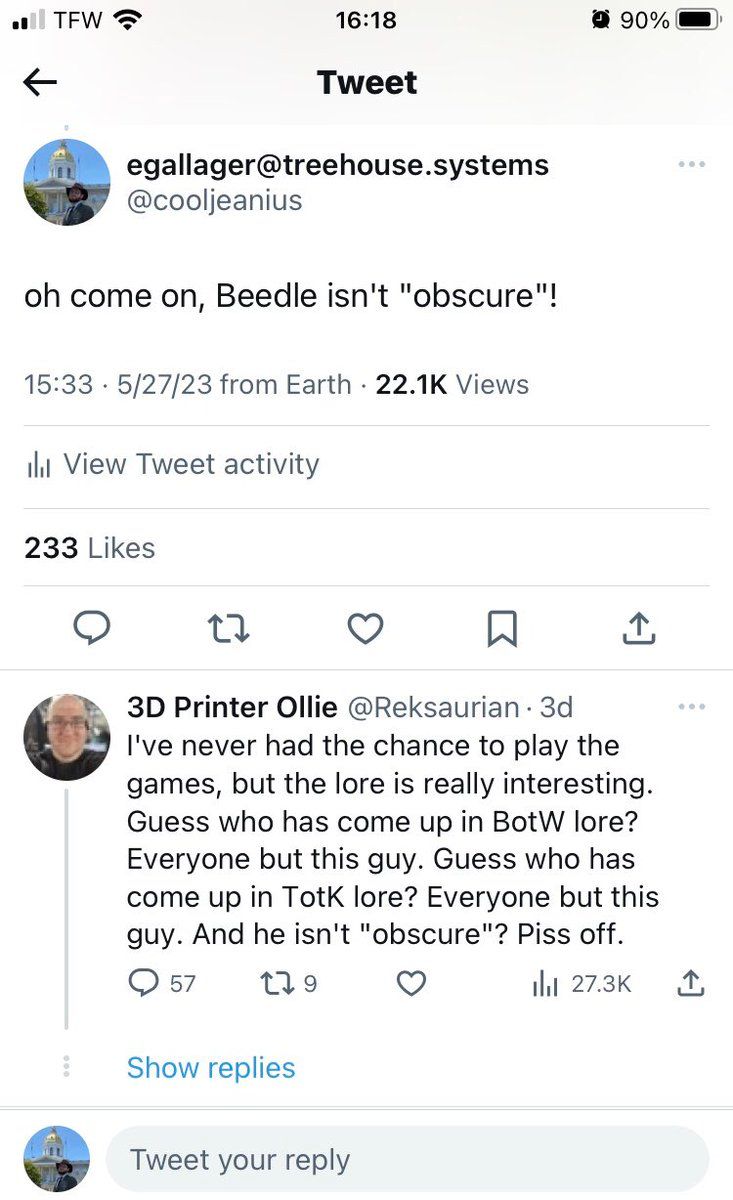 TFW 16:18 90%
Tweet
egallager@treehouse.systems
@cooljeanius
oh come on, Beedle isn't "obscure"!
15:33 · 5/27/23 from Earth · 22.1K Views
View Tweet activity
233 Likes
3D Printer Ollie @Reksaurian · 3d
I've never had the chance to play the
games, but the lore is really interesting.
Guess who has come up in BotW lore?
Everyone but this guy. Guess who has
come up in TotK lore? Everyone but this
guy. And he isn't "obscure"? Piss off.
57 9 27.3K
Show replies
Tweet your reply